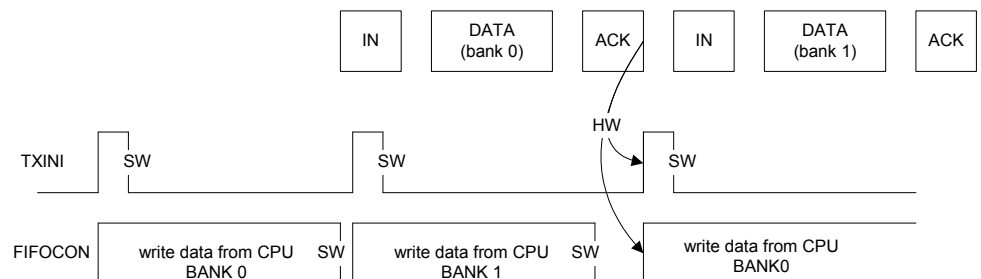 IN DATA ACK IN DATA ACK
(bank 0) (bank 1)
HW
TXINI SW SW SW
FIFOCON write data from CPU SW write data from CPU SW write data from CPU
BANK 0 BANK 1 BANK0